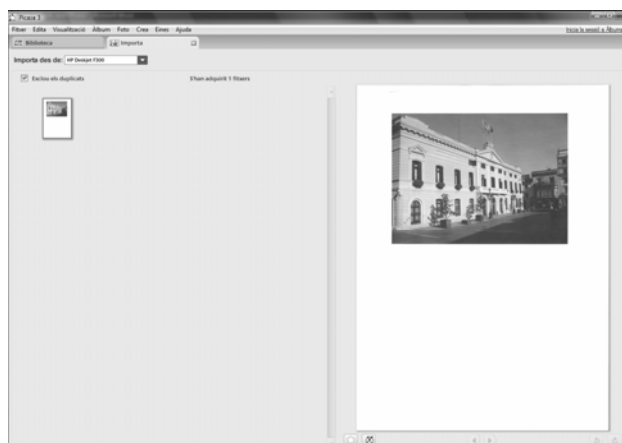 Picasa 3
Fitxer Edita Visualització Àlbum Foto Crea Eines Ajuda
Inicia la sessió a Àlbums
Biblioteca Importa
Importa des de: HP Deskjet F300
Exclou els duplicats S'han adquirit 1 fitxers